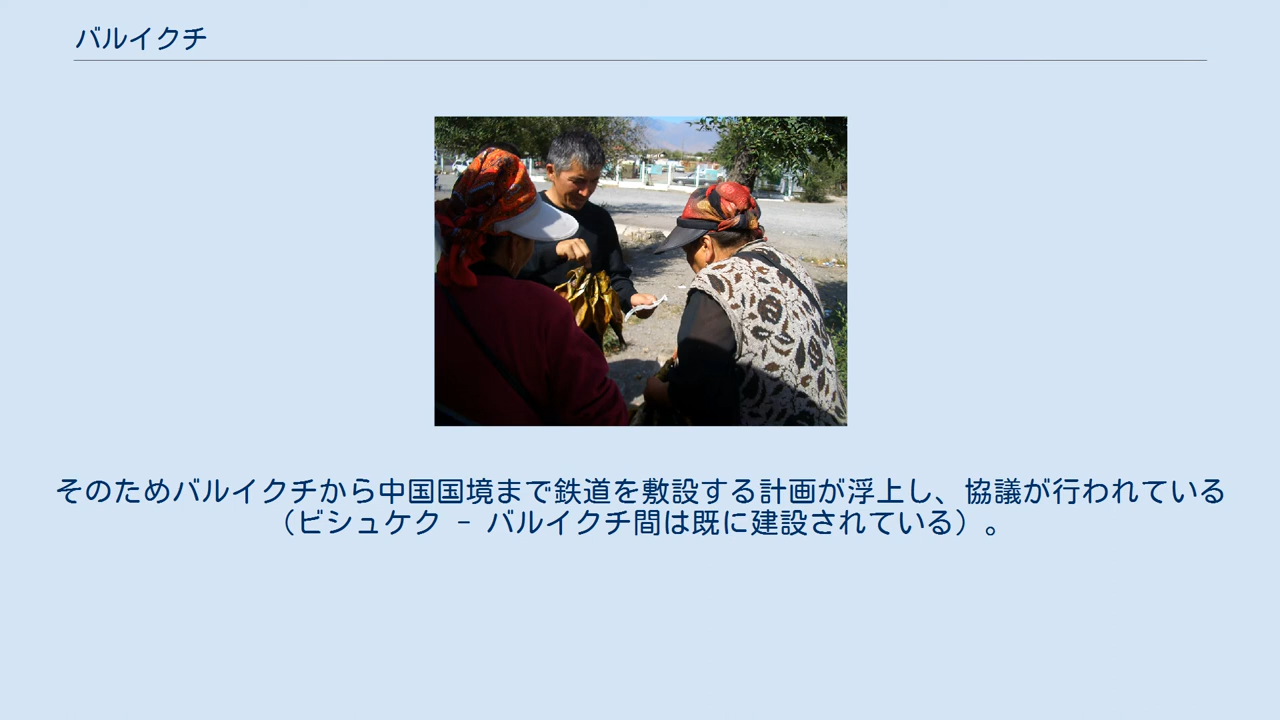 バルイクチ
そのためバルイクチから中国国境まで鉄道を敷設する計画が浮上し、協議が行われている
（ビシュケク － バルイクチ間は既に建設されている）。